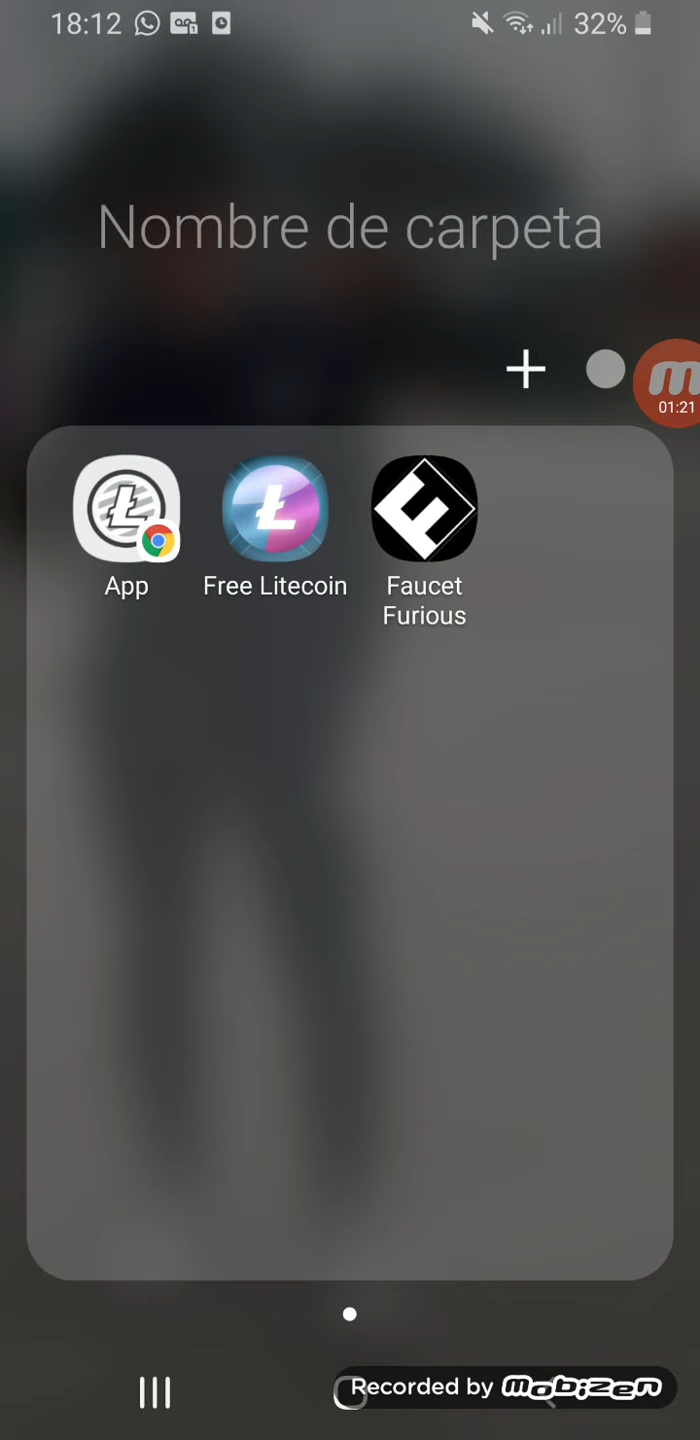 18:12 32%
Nombre de carpeta
01:21
App Free Litecoin Faucet
Furious
Recorded by mobizen